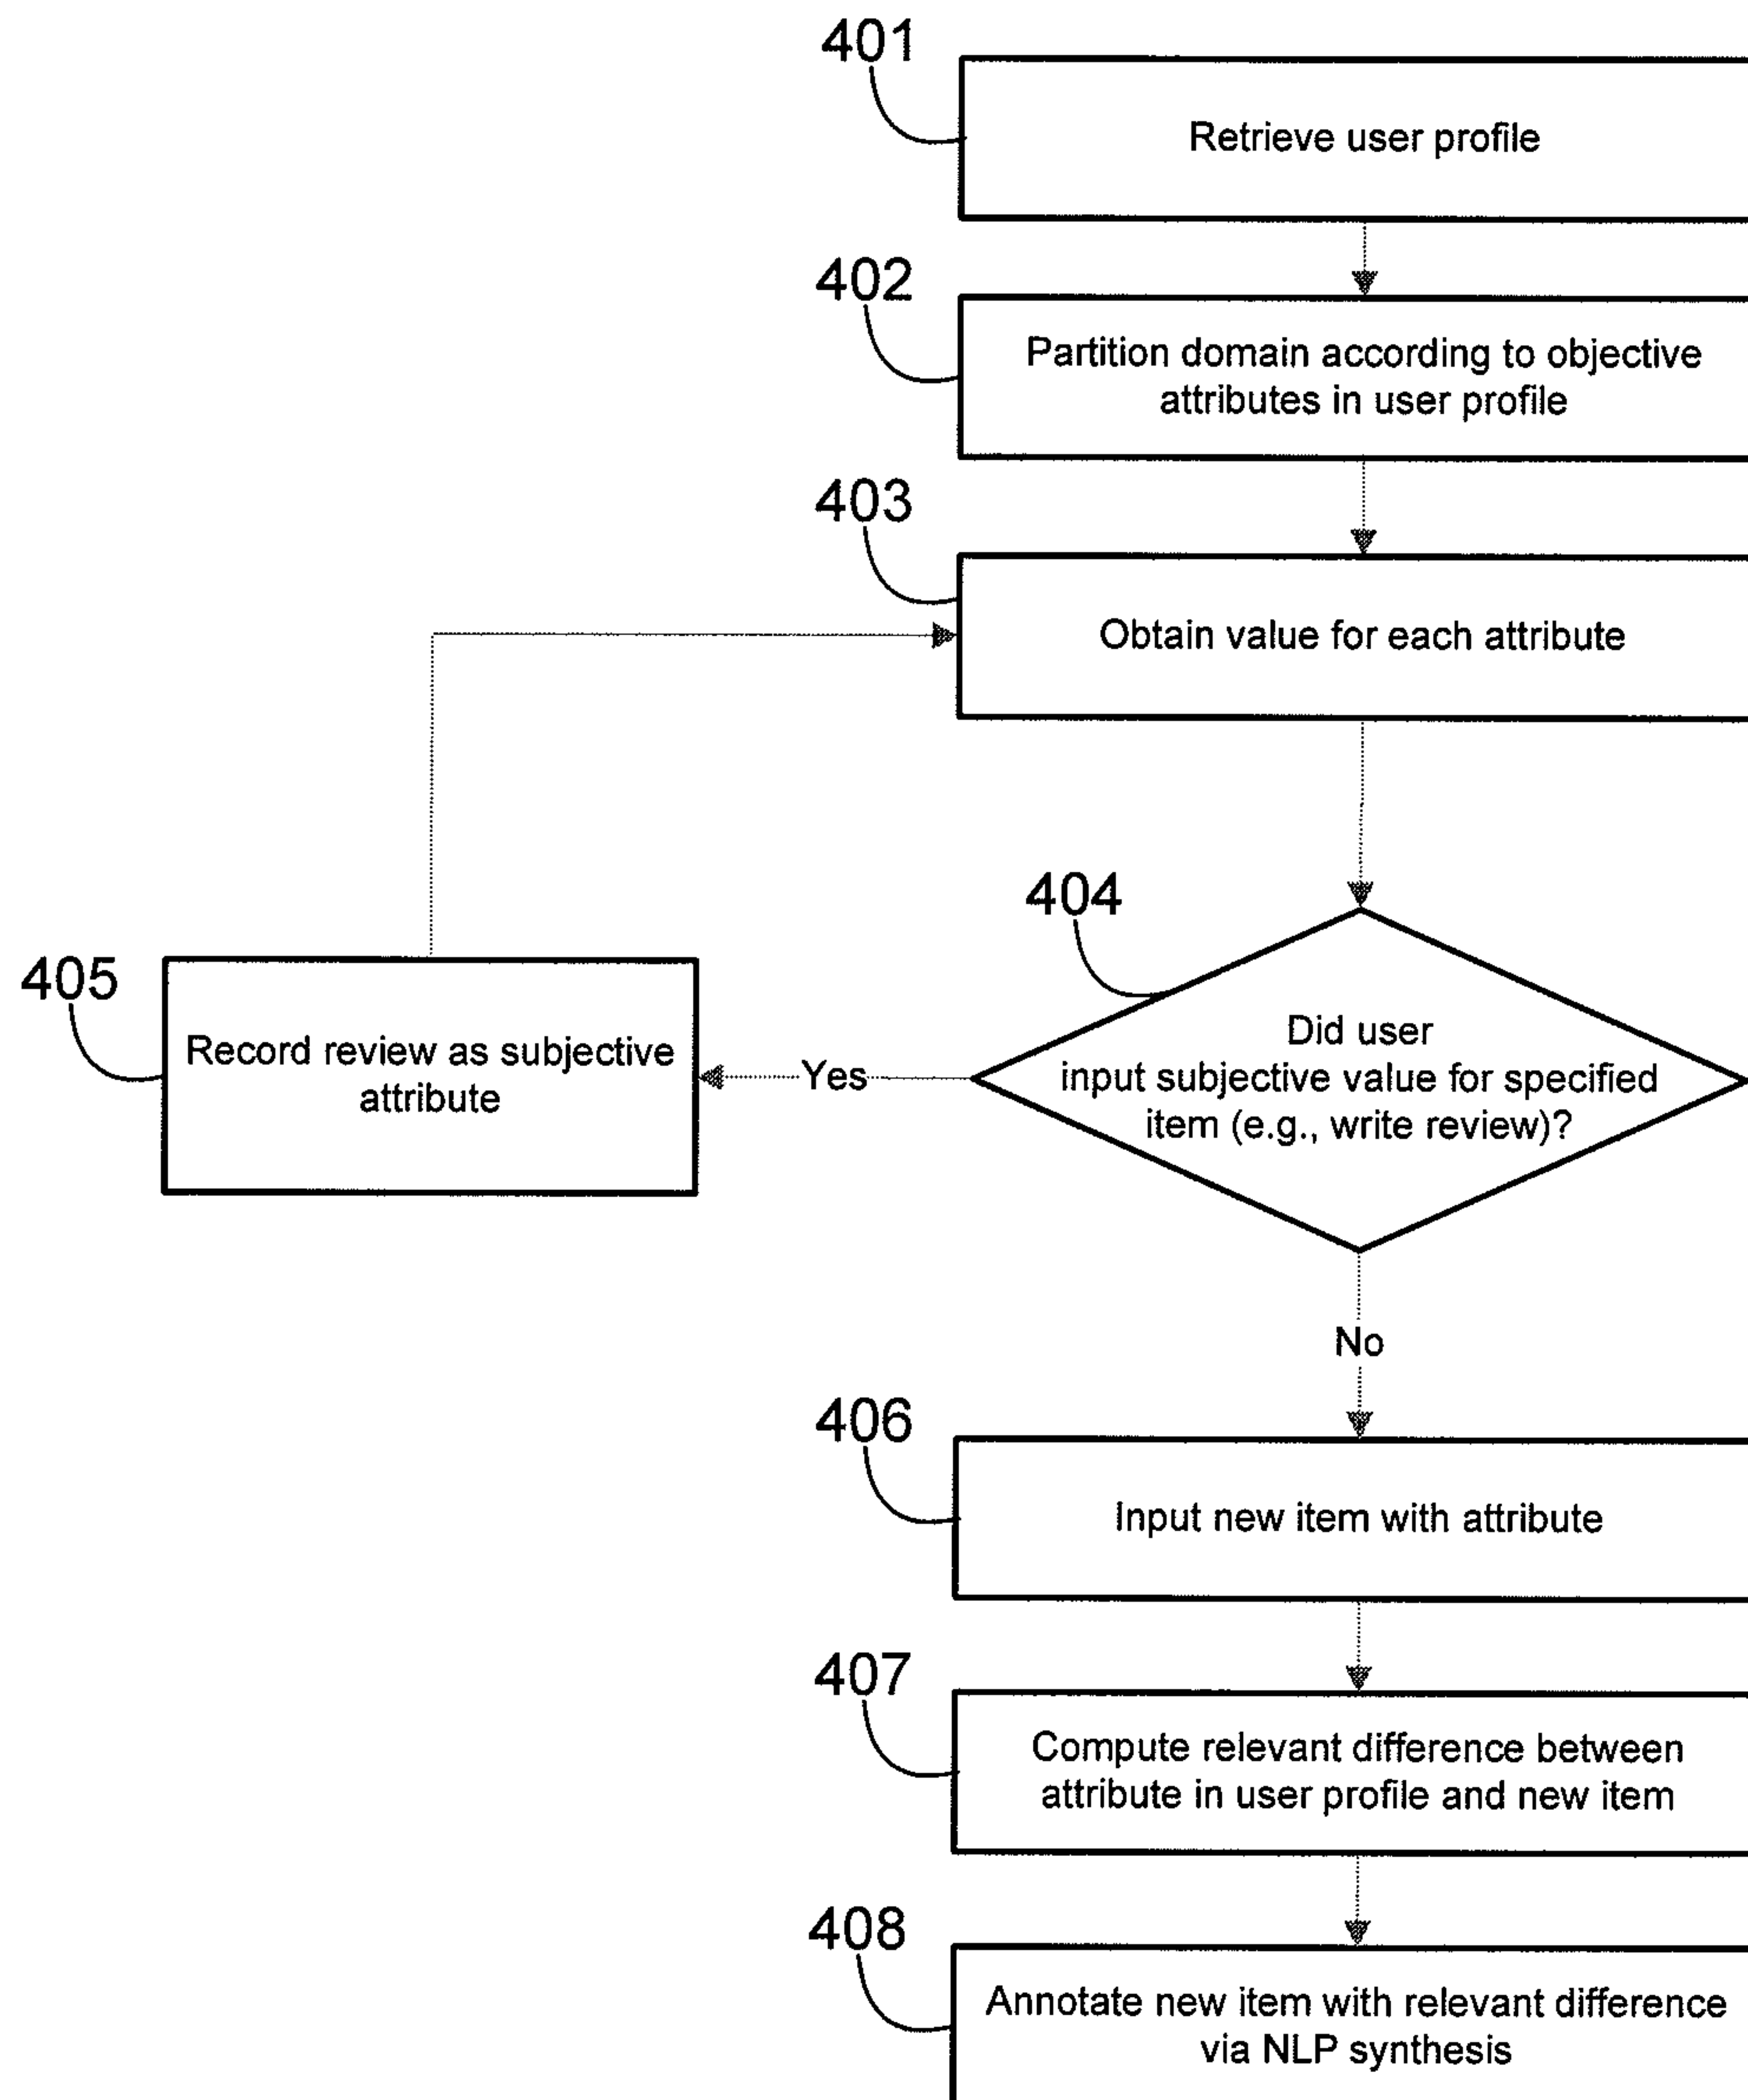 401
Retrieve user profile
402
Partition domain according to objective
attributes in user profile
403
Obtain value for each attribute
404
Did user
input subjective value for specified
item (e.g., write review)?
Yes
405
Record review as subjective
attribute
No
406
Input new item with attribute
407
Compute relevant difference between
attribute in user profile and new item
408
Annotate new item with relevant difference
via NLP synthesis